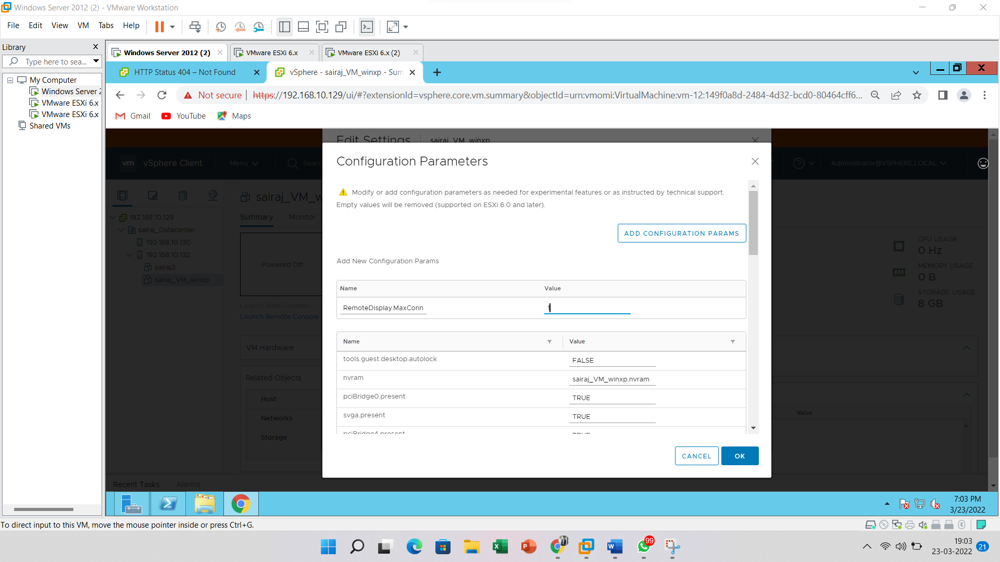 Windows Server 2012 (2) - VMware Workstation
File Edit View VM Tabs Help
Library
Type here to sea...
My Computer
Windows Server 2
VMware ESXi 6.x
VMware ESXi 6.x
Shared VMs
Windows Server 2012 (2)
VMware ESXi 6.x
VMware ESXi 6.x (2)
HTTP Status 404 – Not Found
vSphere - sairaj_VM_winxp - Sum
Not secure
https://192.168.10.129/ui/#?extensionId=vsphere.core.vm.summary&objectId=urn:vmomi:VirtualMachine:vm-12:149f0a8d-2484-4d32-bcd0-80464cff6...
Gmail YouTube Maps
Edit Settings sairaj_VM_winxp
vm vSphere Client Menu Searc
Administrator@VSPHERE.LOCAL
192.168.10.129
sairaj_Datacenter
192.168.10.130
192.168.10.132
sairaj2
sairaj_VM_winxp
sairaj_VM_w
Summary Monitor
Powered Off
Launch Web Console
Launch Remote Console
VM Hardware
Related Objects
Host
Networks
Storage
Recent Tasks Alarms
CPU USAGE
0 Hz
MEMORY USAGE
0 B
STORAGE USAGE
8 GB
Value
Configuration Parameters
Modify or add configuration parameters as needed for experimental features or as instructed by technical support.
Empty values will be removed (supported on ESXi 6.0 and later).
ADD CONFIGURATION PARAMS
Add New Configuration Params
Name Value
RemoteDisplay.MaxConn 1
Name Value
tools.guest.desktop.autolock FALSE
nvram sairaj_VM_winxp.nvram
pciBridge0.present TRUE
svga.present TRUE
pciBridge4.present TRUE
CANCEL OK
7:03 PM
3/23/2022
To direct input to this VM, move the mouse pointer inside or press Ctrl+G.
99
19:03
23-03-2022
21